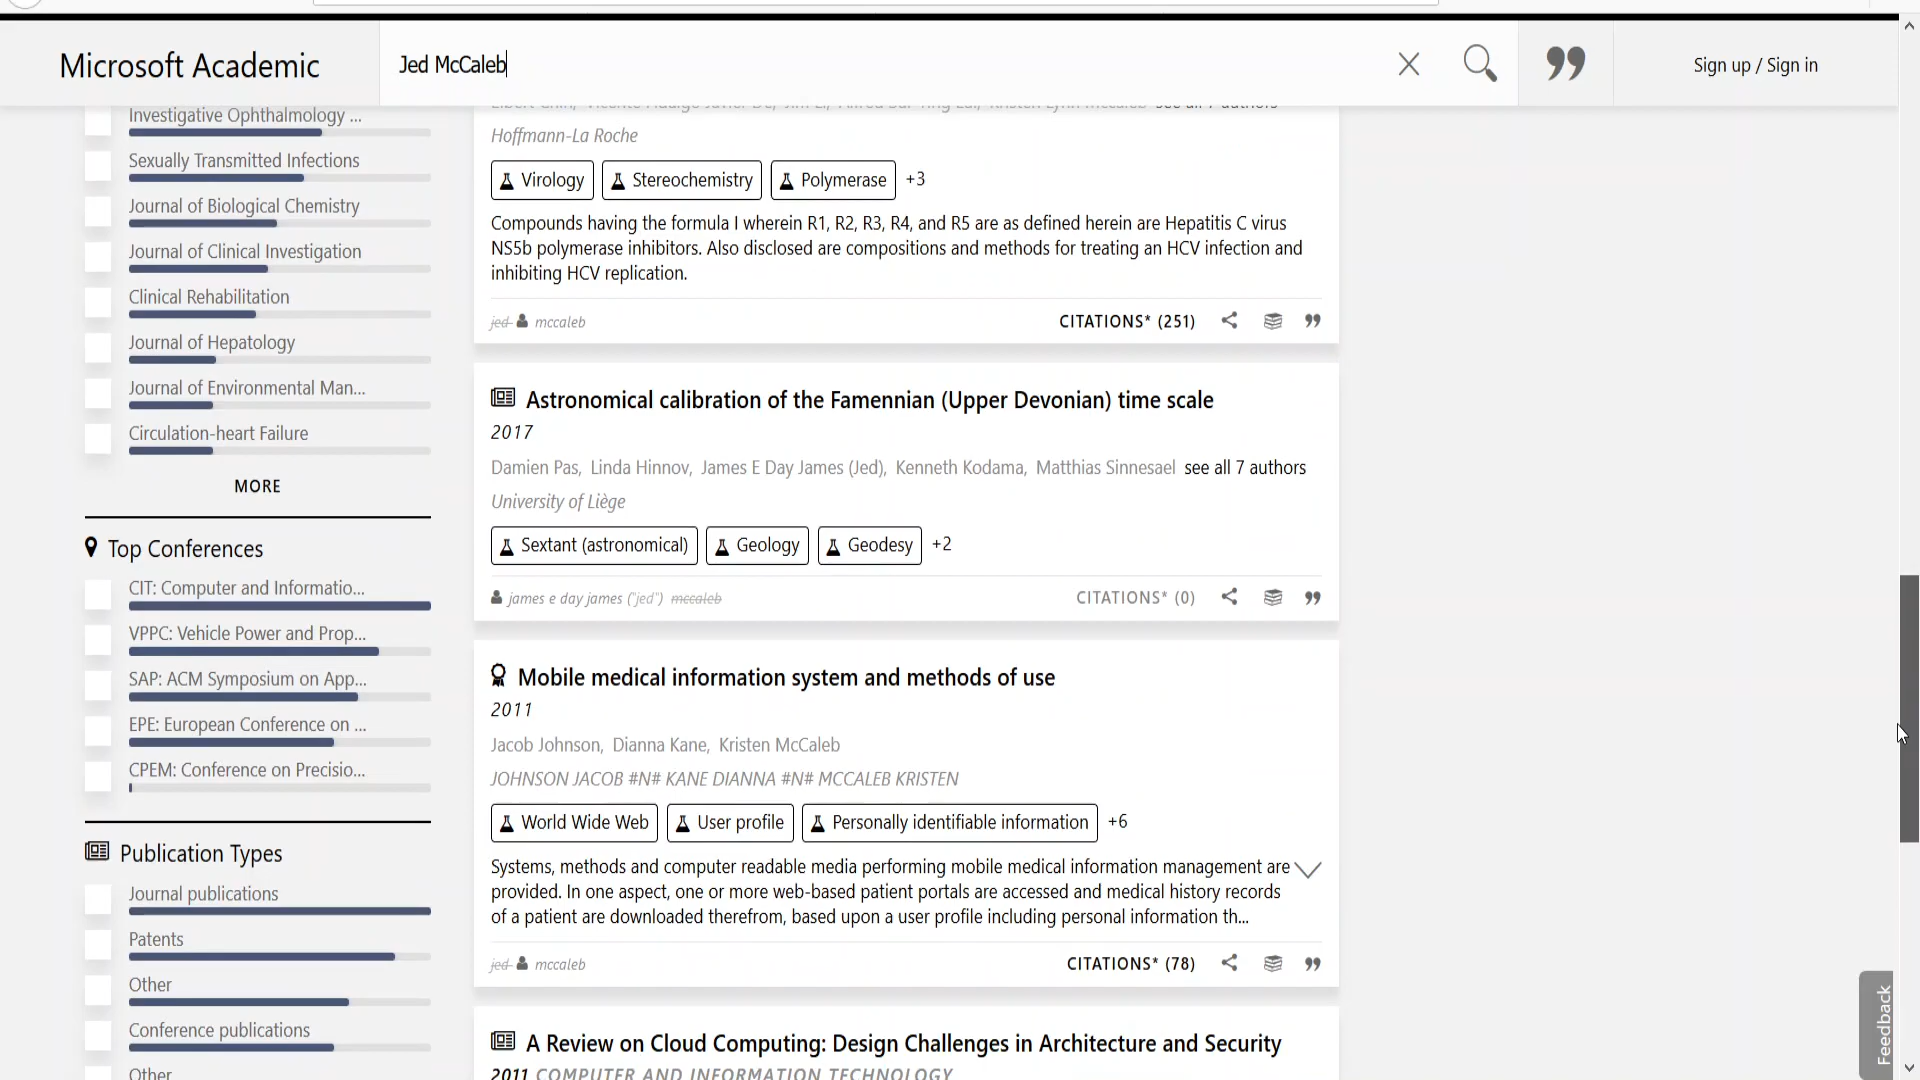 Microsoft Academic
Jed McCaleb
Sign up / Sign in
Investigative Ophthalmology ...
Sexually Transmitted Infections
Journal of Biological Chemistry
Journal of Clinical Investigation
Clinical Rehabilitation
Journal of Hepatology
Journal of Environmental Man...
Circulation-heart Failure
MORE
Top Conferences
CIT: Computer and Informatio...
VPPC: Vehicle Power and Prop...
SAP: ACM Symposium on App...
EPE: European Conference on ...
CPEM: Conference on Precisio...
Publication Types
Journal publications
Patents
Other
Conference publications
Other
see all 7 authors
Hoffmann-La Roche
Virology Stereochemistry Polymerase +3
Compounds having the formula I wherein R1, R2, R3, R4, and R5 are as defined herein are Hepatitis C virus
NS5b polymerase inhibitors. Also disclosed are compositions and methods for treating an HCV infection and
inhibiting HCV replication.
jed mccaleb CITATIONS* (251)
Astronomical calibration of the Famennian (Upper Devonian) time scale
2017
Damien Pas, Linda Hinnov, James E Day James (Jed), Kenneth Kodama, Matthias Sinnesael see all 7 authors
University of Liège
Sextant (astronomical) Geology Geodesy +2
james e day james ("jed") mccaleb CITATIONS* (0)
Mobile medical information system and methods of use
2011
Jacob Johnson, Dianna Kane, Kristen McCaleb
JOHNSON JACOB #N# KANE DIANNA #N# MCCALEB KRISTEN
World Wide Web User profile Personally identifiable information +6
Systems, methods and computer readable media performing mobile medical information management are
provided. In one aspect, one or more web-based patient portals are accessed and medical history records
of a patient are downloaded therefrom, based upon a user profile including personal information th...
jed mccaleb CITATIONS* (78)
A Review on Cloud Computing: Design Challenges in Architecture and Security
2011 COMPUTER AND INFORMATION TECHNOLOGY
Feedback